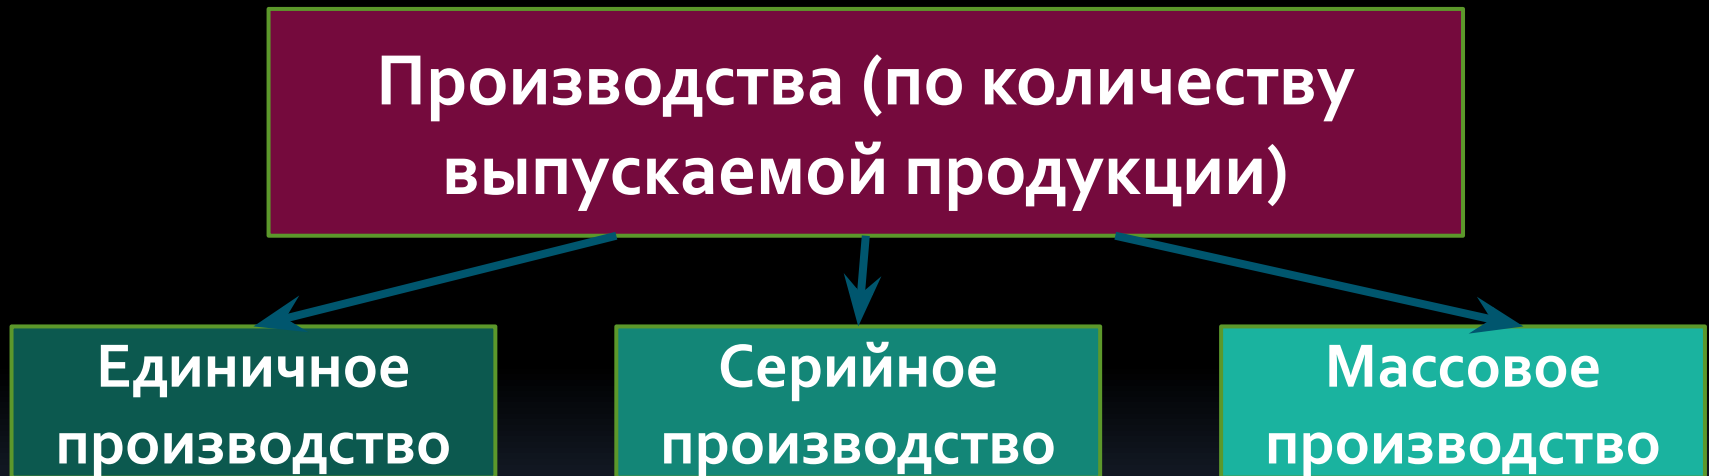 Производства (по количеству
выпускаемой продукции)
Единичное
производство
Серийное
производство
Массовое
производство